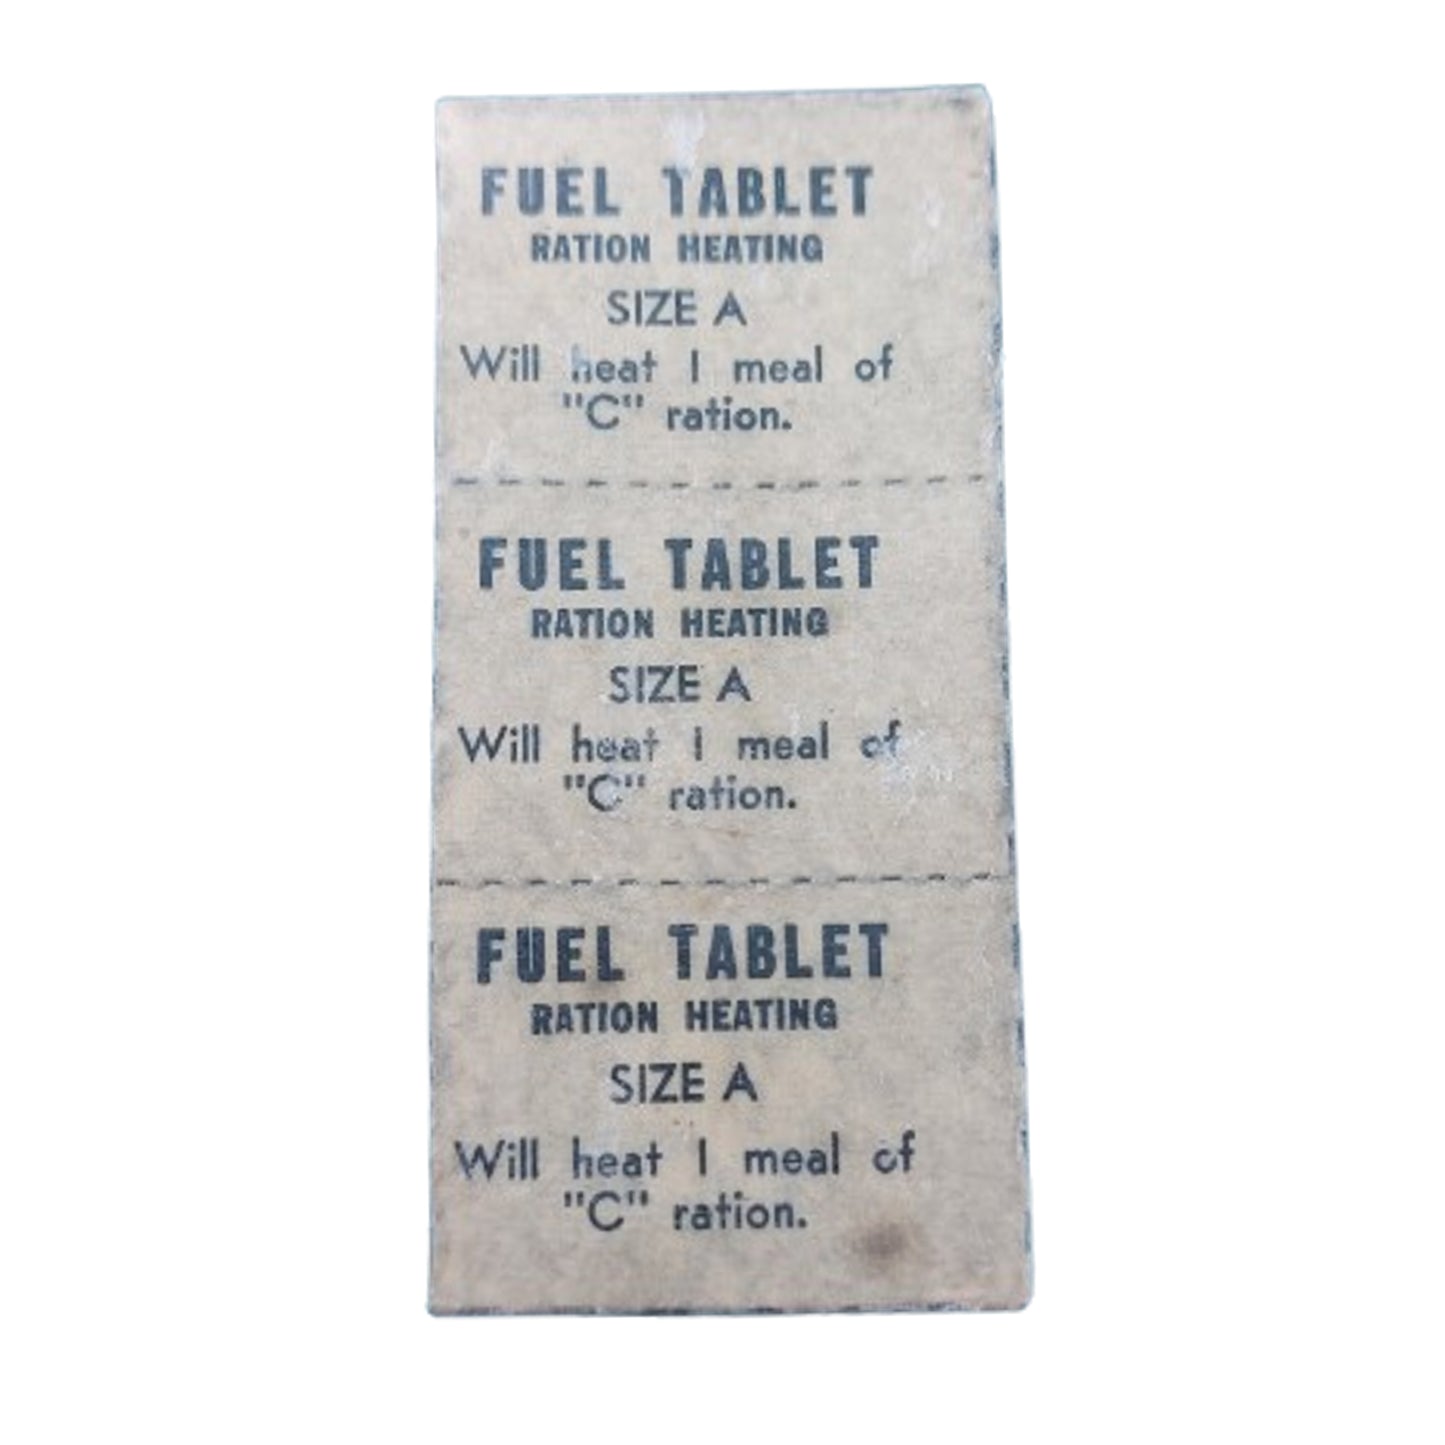 FUEL TABLET
RATION HEATING
SIZE A
Will heat 1 meal of
"C" ration.
FUEL TABLET
RATION HEATING
SIZE A
Will heat 1 meal of
"C" ration.
FUEL TABLET
RATION HEATING
SIZE A
Will heat 1 meal of
"C" ration.